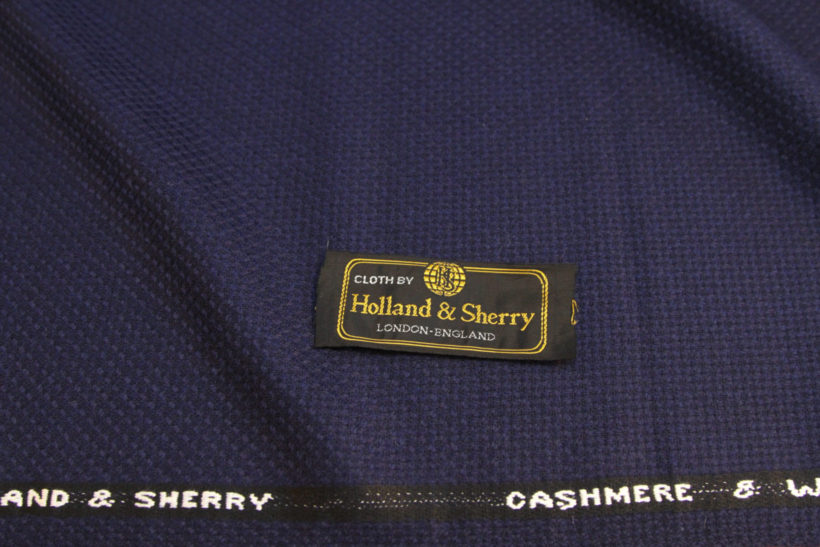 CLOTH BY
Holland & Sherry
LONDON-ENGLAND
AND & SHERRY CASHMERE & W